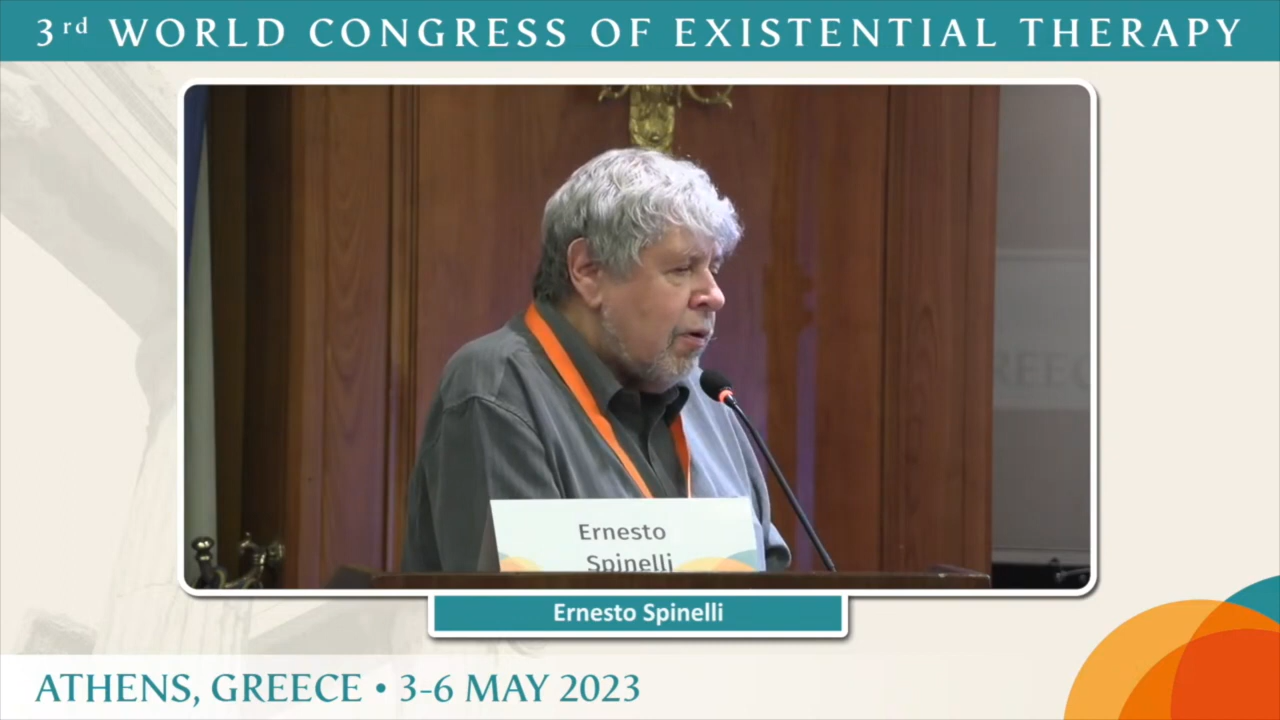 3rd WORLD CONGRESS OF EXISTENTIAL THERAPY
Ernesto
Spinelli
Ernesto Spinelli
ATHENS, GREECE • 3-6 MAY 2023